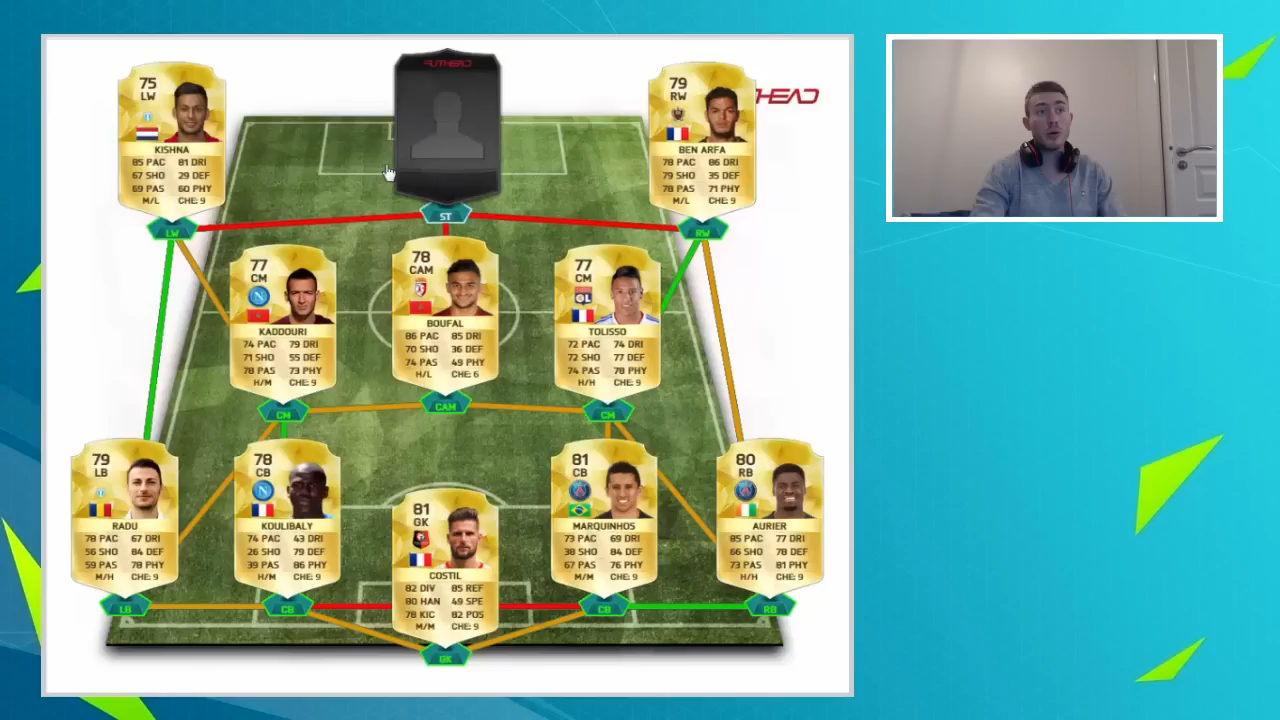 FUTHEAD
HEAD
75
LW
KISHNA
85 PAC 81 DRI
67 SHO 29 DEF
69 PAS 60 PHY
M/L CHE: 9
LW
ST
79
RW
BEN ARFA
78 PAC 86 DRI
79 SHO 35 DEF
78 PAS 71 PHY
M/L CHE: 9
RW
77
CM
KADDOURI
74 PAC 79 DRI
71 SHO 55 DEF
78 PAS 73 PHY
H/M CHE: 9
CM
78
CAM
BOUFAL
86 PAC 85 DRI
70 SHO 36 DEF
74 PAS 49 PHY
H/L CHE: 6
CAM
77
CM
OL
TOLISSO
72 PAC 74 DRI
72 SHO 77 DEF
74 PAS 78 PHY
H/H CHE: 9
CM
79
LB
RADU
78 PAC 67 DRI
56 SHO 84 DEF
59 PAS 78 PHY
M/H CHE: 9
LB
78
CB
N
KOULIBALY
74 PAC 43 DRI
26 SHO 79 DEF
39 PAS 86 PHY
H/M CHE: 9
CB
81
GK
COSTIL
82 DIV 85 REF
80 HAN 49 SPE
78 KIC 82 POS
M/M CHE: 9
GK
81
CB
MARQUINHOS
73 PAC 69 DRI
38 SHO 84 DEF
67 PAS 76 PHY
M/M CHE: 9
CB
80
RB
AURIER
85 PAC 77 DRI
66 SHO 78 DEF
73 PAS 81 PHY
H/H CHE: 9
RB